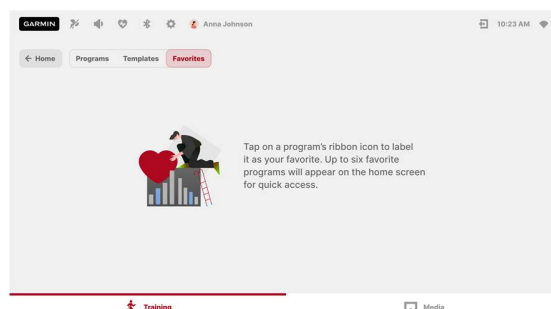 GARMIN Anna Johnson 10:23 AM
← Home Programs Templates Favorites
Tap on a program's ribbon icon to label
it as your favorite. Up to six favorite
programs will appear on the home screen
for quick access.
Training Media